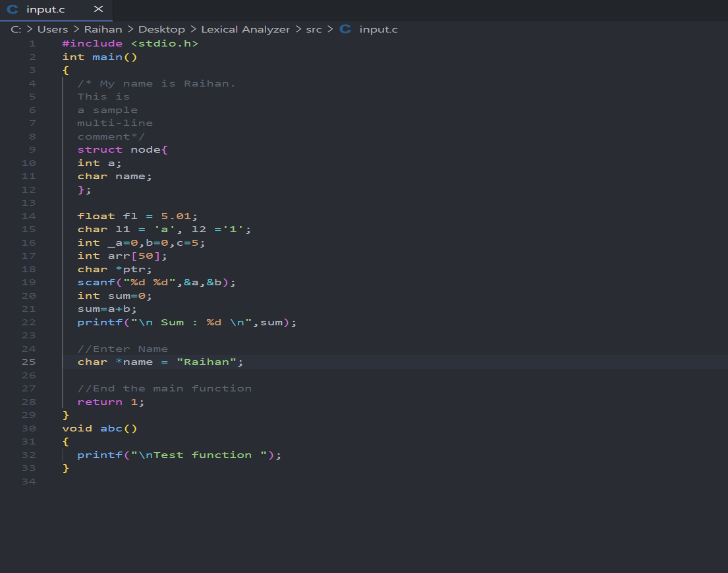 C input.c ×
C: > Users > Raihan > Desktop > Lexical Analyzer > src > C input.c
1 #include <stdio.h>
2 int main()
3 {
4 /* My name is Raihan.
5 This is
6 a sample
7 multi-line
8 comment*/
9 struct node{
10 int a;
11 char name;
12 };
13
14 float fl = 5.01;
15 char l1 = 'a', l2 ='1';
16 int _a=0,b=0,c=5;
17 int arr[50];
18 char *ptr;
19 scanf("%d %d",&a,&b);
20 int sum=0;
21 sum=a+b;
22 printf("\n Sum : %d \n",sum);
23
24 //Enter Name
25 char *name = "Raihan";
26
27 //End the main function
28 return 1;
29 }
30 void abc()
31 {
32 printf("\nTest function ");
33 }
34